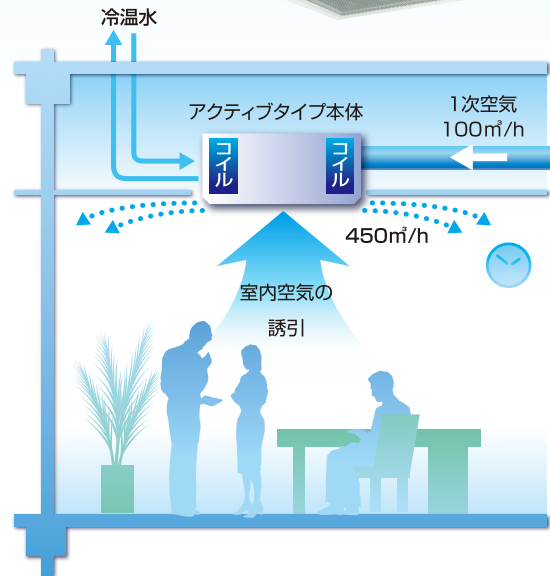 冷温水
アクティブタイプ本体
1次空気
100㎥/h
コイル
コイル
450㎥/h
室内空気の
誘引